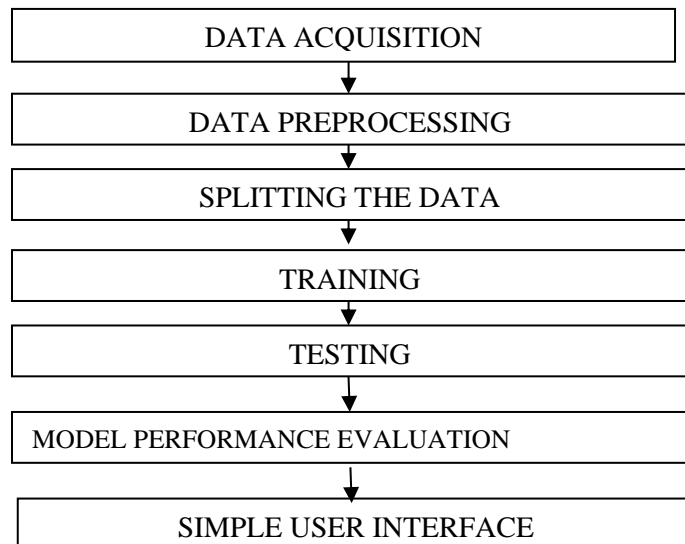 DATA ACQUISITION
DATA PREPROCESSING
SPLITTING THE DATA
TRAINING
TESTING
MODEL PERFORMANCE EVALUATION
SIMPLE USER INTERFACE